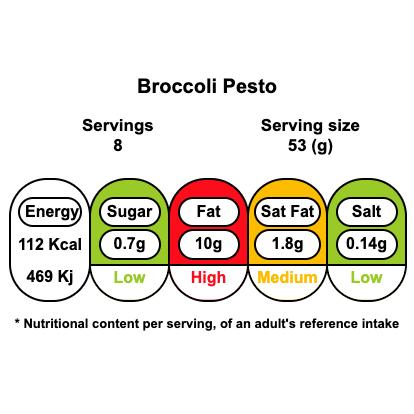 Broccoli Pesto
Servings Serving size
8 53 (g)
Energy Sugar Fat Sat Fat Salt
112 Kcal 0.7g 10g 1.8g 0.14g
469 Kj Low High Medium Low
* Nutritional content per serving, of an adult's reference intake